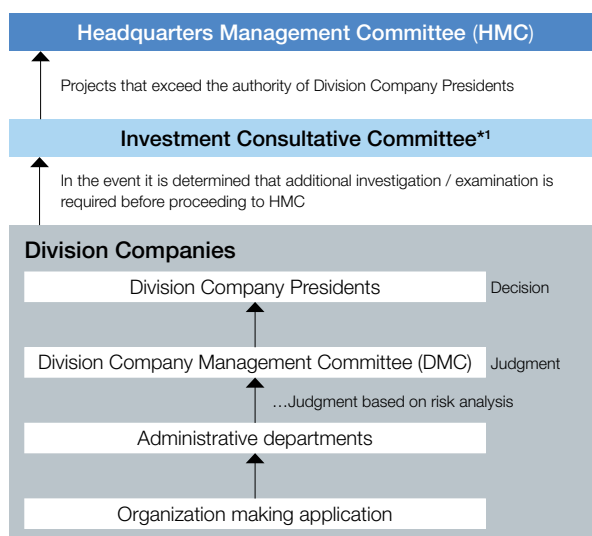 Headquarters Management Committee (HMC)
Projects that exceed the authority of Division Company Presidents
Investment Consultative Committee*1
In the event it is determined that additional investigation / examination is
required before proceeding to HMC
Division Companies
Division Company Presidents
Decision
Division Company Management Committee (DMC)
Judgment
...Judgment based on risk analysis
Administrative departments
Organization making application